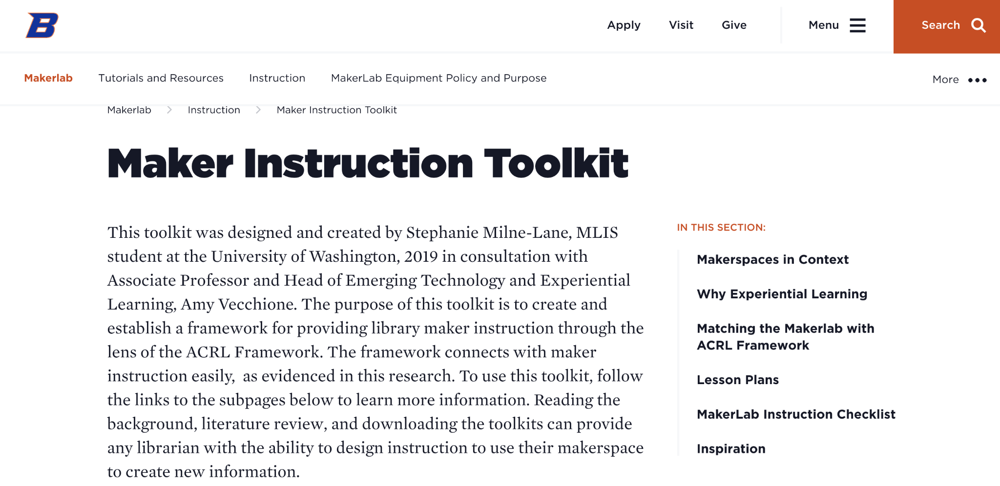 B
Apply Visit Give Menu Search
Makerlab Tutorials and Resources Instruction MakerLab Equipment Policy and Purpose More
Makerlab Instruction Maker Instruction Toolkit
Maker Instruction Toolkit
This toolkit was designed and created by Stephanie Milne-Lane, MLIS
student at the University of Washington, 2019 in consultation with
Associate Professor and Head of Emerging Technology and Experiential
Learning, Amy Vecchione. The purpose of this toolkit is to create and
establish a framework for providing library maker instruction through the
lens of the ACRL Framework. The framework connects with maker
instruction easily,  as evidenced in this research. To use this toolkit, follow
the links to the subpages below to learn more information. Reading the
background, literature review, and downloading the toolkits can provide
any librarian with the ability to design instruction to use their makerspace
to create new information.
IN THIS SECTION:
Makerspaces in Context
Why Experiential Learning
Matching the Makerlab with
ACRL Framework
Lesson Plans
MakerLab Instruction Checklist
Inspiration